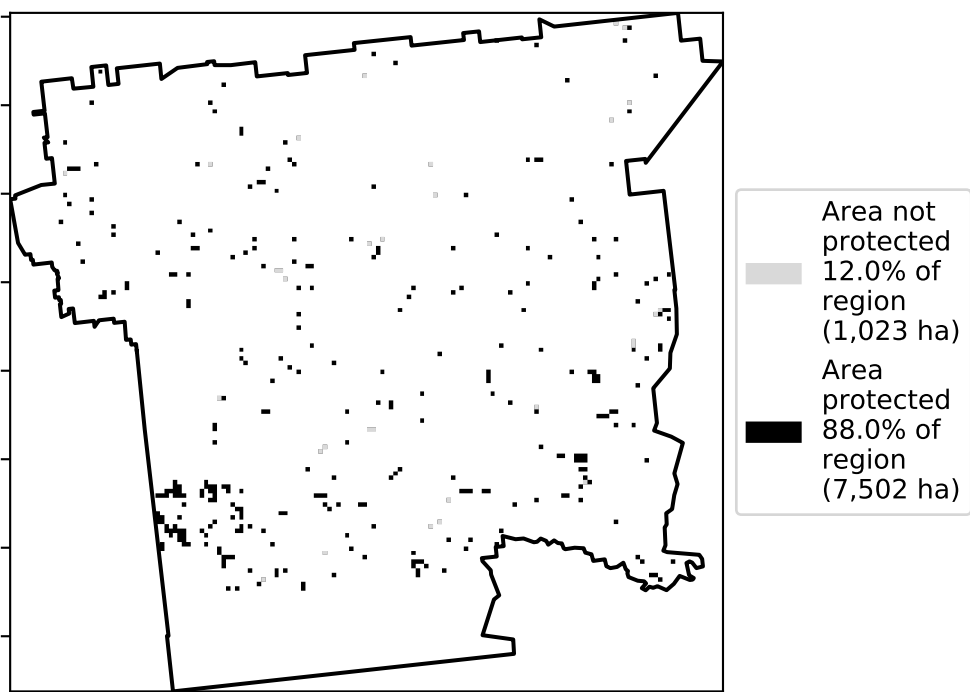 Area not
protected
12.0% of
region
(1,023 ha)
Area
protected
88.0% of
region
(7,502 ha)